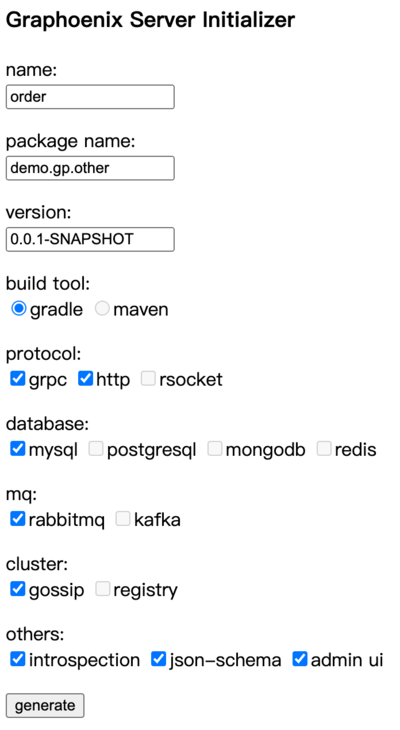 Graphoenix Server Initializer
name:
order
package name:
demo.gp.other
version:
0.0.1-SNAPSHOT
build tool:
gradle maven
protocol:
grpc http rsocket
database:
mysql postgresql mongodb redis
mq:
rabbitmq kafka
cluster:
gossip registry
others:
introspection json-schema admin ui
generate